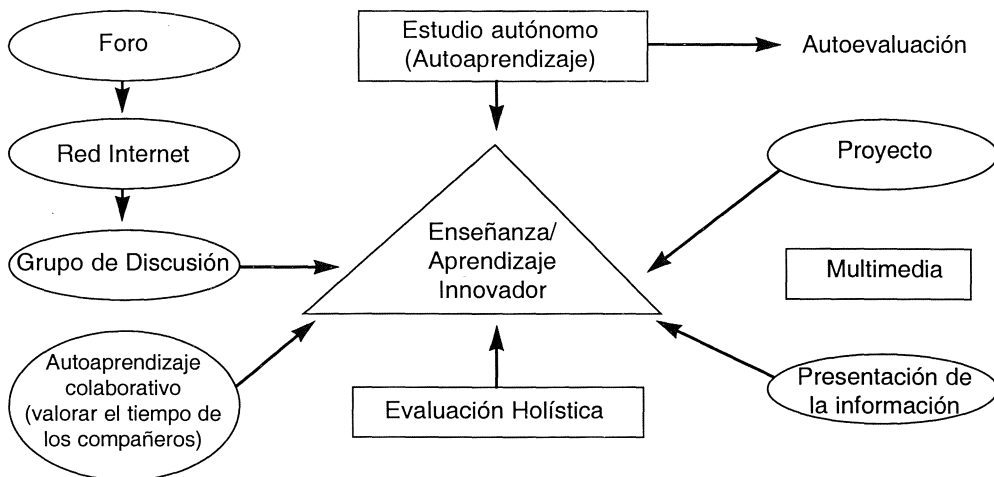 Foro
Estudio autónomo
(Autoaprendizaje)
Autoevaluación
Red Internet
Proyecto
Grupo de Discusión
Enseñanza/
Aprendizaje
Innovador
Multimedia
Autoaprendizaje
colaborativo
(valorar el tiempo de
los compañeros)
Evaluación Holística
Presentación de
la información